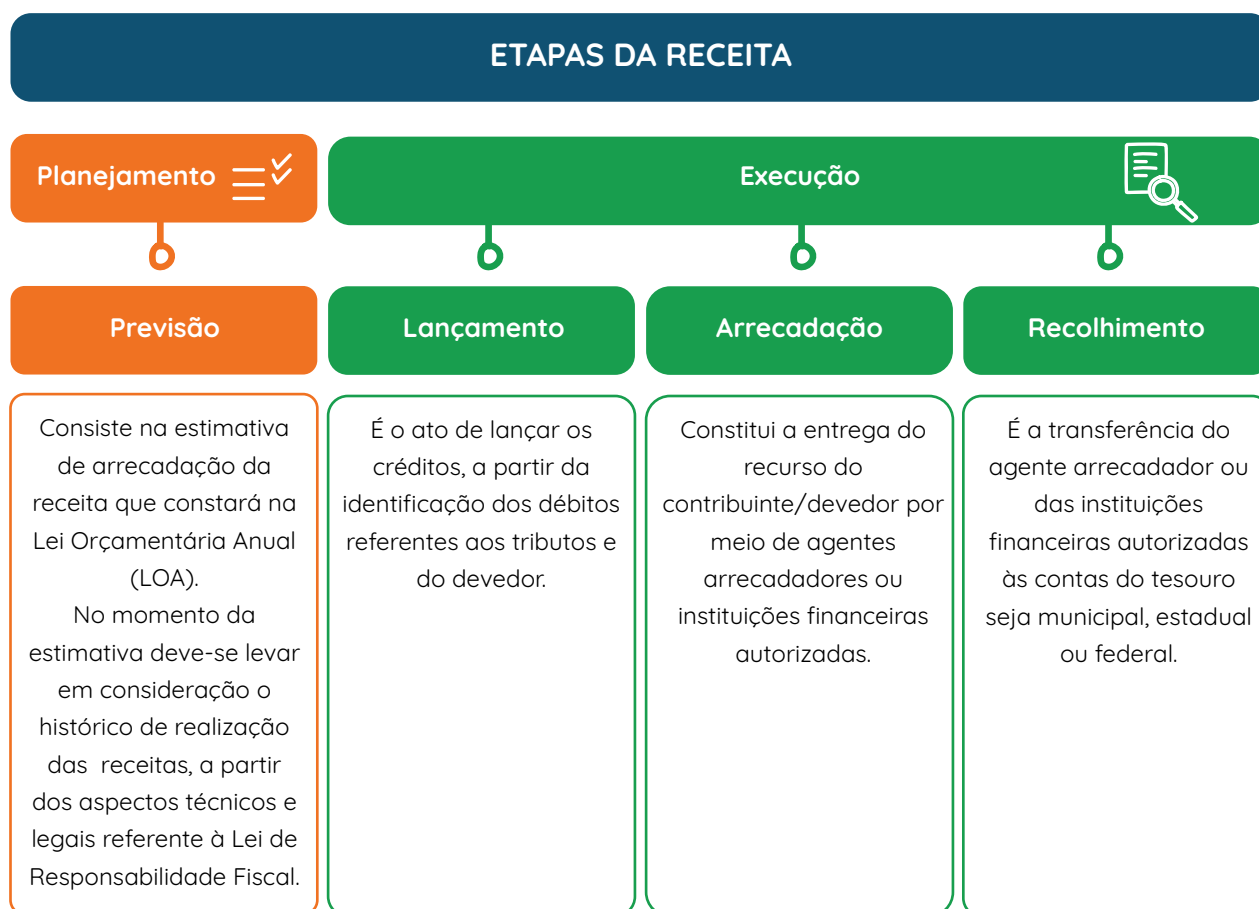 ETAPAS DA RECEITA
Planejamento
Execução
Previsão
Lançamento
Arrecadação
Recolhimento
Consiste na estimativa
de arrecadação da
receita que constará na
Lei Orçamentária Anual
(LOA).
No momento da
estimativa deve-se levar
em consideração o
histórico de realização
das receitas, a partir
dos aspectos técnicos e
legais referente à Lei de
Responsabilidade Fiscal.
É o ato de lançar os
créditos, a partir da
identificação dos débitos
referentes aos tributos e
do devedor.
Constitui a entrega do
recurso do
contribuinte/devedor por
meio de agentes
arrecadadores ou
instituições financeiras
autorizadas.
É a transferência do
agente arrecadador ou
das instituições
financeiras autorizadas
às contas do tesouro
seja municipal, estadual
ou federal.